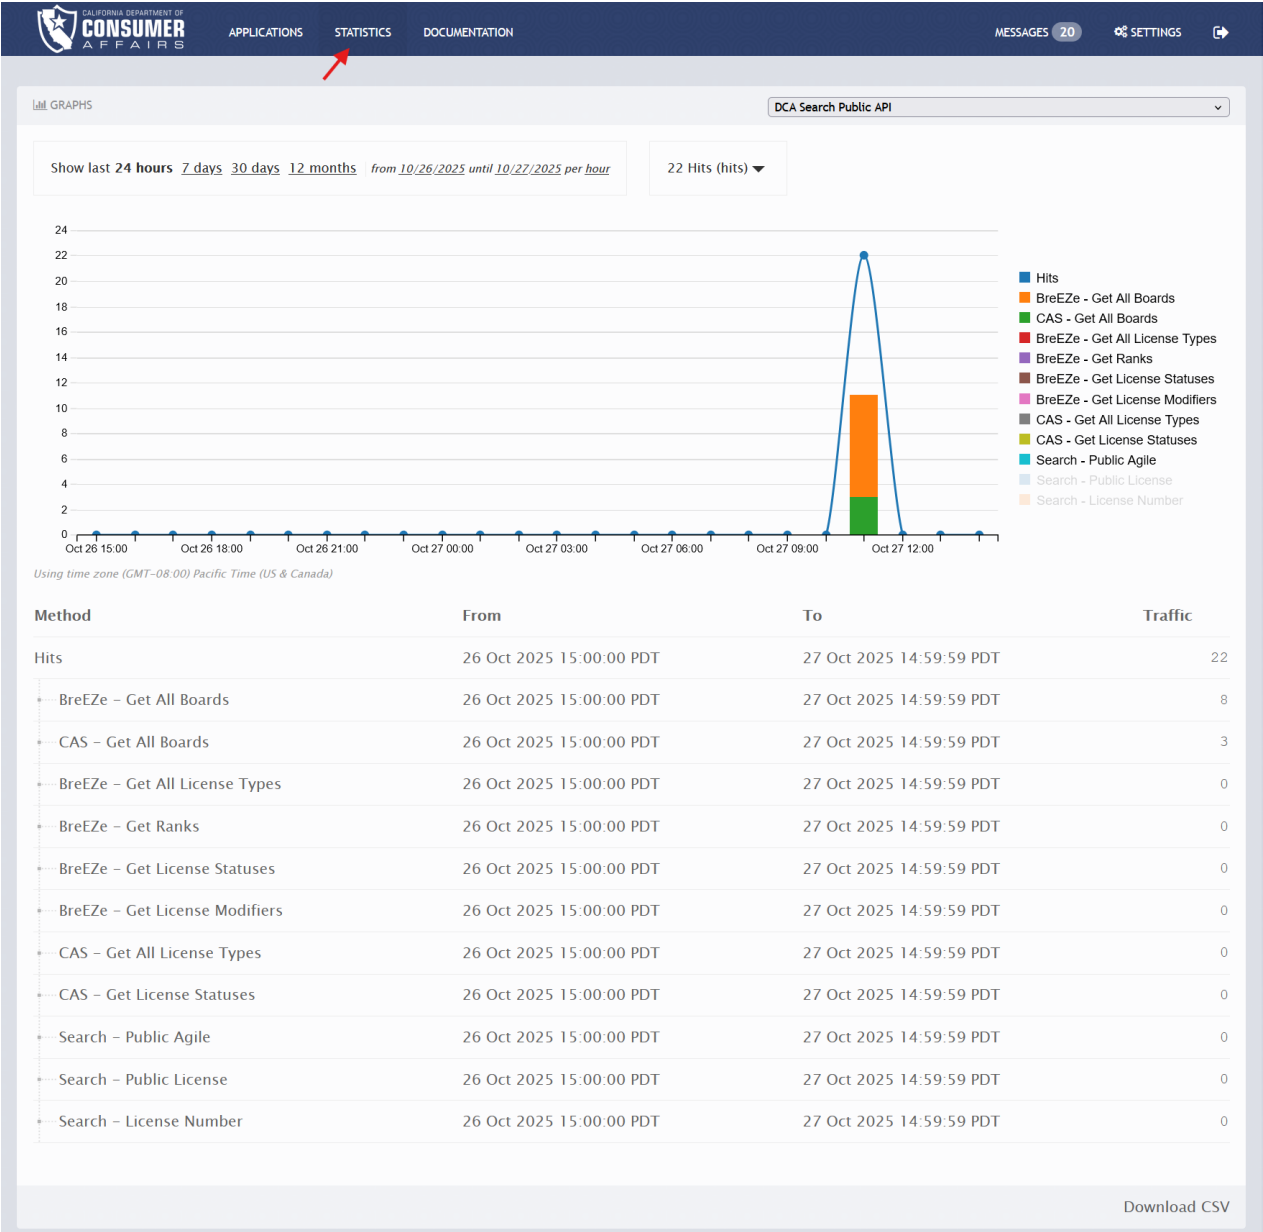 CALIFORNIA DEPARTMENT OF
CONSUMER
AFFAIRS
APPLICATIONS STATISTICS DOCUMENTATION MESSAGES 20 SETTINGS
GRAPHS DCA Search Public API
Show last 24 hours 7 days 30 days 12 months from 10/26/2025 until 10/27/2025 per hour 22 Hits (hits)
24
22
20
18
16
14
12
10
8
6
4
2
0
Oct 26 15:00 Oct 26 18:00 Oct 26 21:00 Oct 27 00:00 Oct 27 03:00 Oct 27 06:00 Oct 27 09:00 Oct 27 12:00
Hits
BreEZe - Get All Boards
CAS - Get All Boards
BreEZe - Get All License Types
BreEZe - Get Ranks
BreEZe - Get License Statuses
BreEZe - Get License Modifiers
CAS - Get All License Types
CAS - Get License Statuses
Search - Public Agile
Search - Public License
Search - License Number
Using time zone (GMT-08:00) Pacific Time (US & Canada)
Method From To Traffic
Hits 26 Oct 2025 15:00:00 PDT 27 Oct 2025 14:59:59 PDT 22
BreEZe - Get All Boards 26 Oct 2025 15:00:00 PDT 27 Oct 2025 14:59:59 PDT 8
CAS - Get All Boards 26 Oct 2025 15:00:00 PDT 27 Oct 2025 14:59:59 PDT 3
BreEZe - Get All License Types 26 Oct 2025 15:00:00 PDT 27 Oct 2025 14:59:59 PDT 0
BreEZe - Get Ranks 26 Oct 2025 15:00:00 PDT 27 Oct 2025 14:59:59 PDT 0
BreEZe - Get License Statuses 26 Oct 2025 15:00:00 PDT 27 Oct 2025 14:59:59 PDT 0
BreEZe - Get License Modifiers 26 Oct 2025 15:00:00 PDT 27 Oct 2025 14:59:59 PDT 0
CAS - Get All License Types 26 Oct 2025 15:00:00 PDT 27 Oct 2025 14:59:59 PDT 0
CAS - Get License Statuses 26 Oct 2025 15:00:00 PDT 27 Oct 2025 14:59:59 PDT 0
Search - Public Agile 26 Oct 2025 15:00:00 PDT 27 Oct 2025 14:59:59 PDT 0
Search - Public License 26 Oct 2025 15:00:00 PDT 27 Oct 2025 14:59:59 PDT 0
Search - License Number 26 Oct 2025 15:00:00 PDT 27 Oct 2025 14:59:59 PDT 0
Download CSV